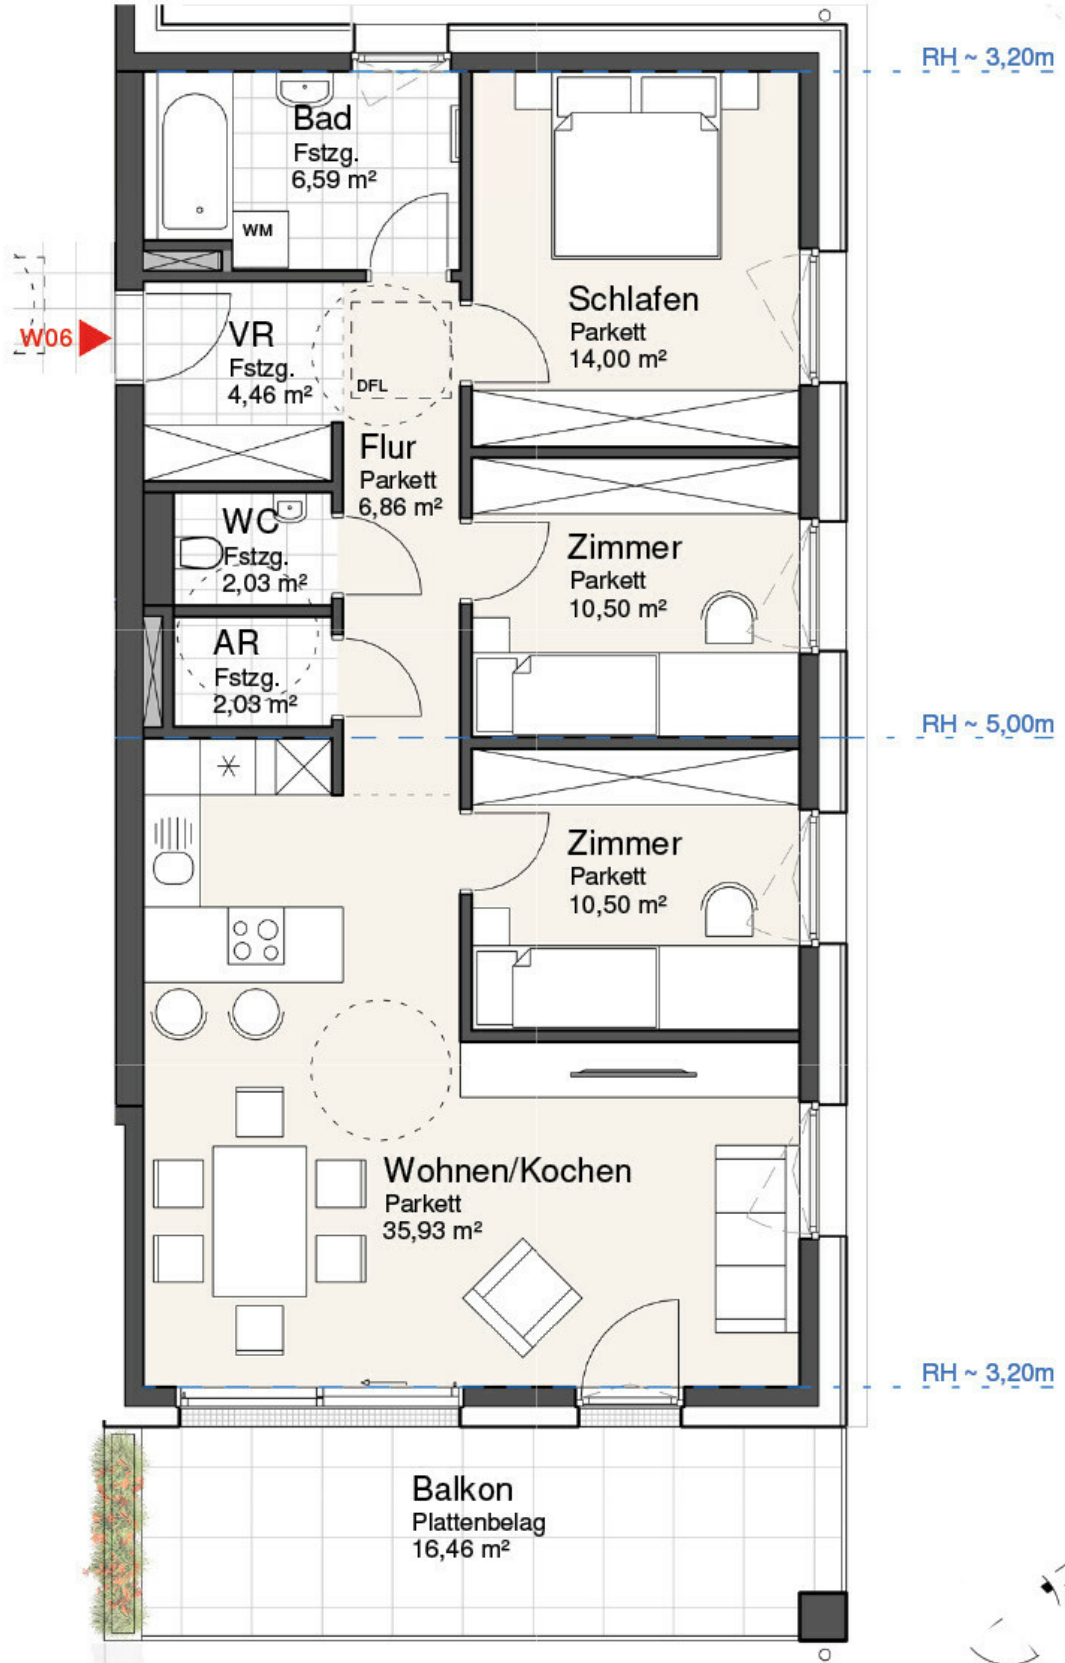 RH ~ 3,20m
Bad
Fstzg.
6,59 m²
WM
Schlafen
Parkett
14,00 m²
W06
VR
Fstzg.
4,46 m²
DFL
Flur
Parkett
6,86 m²
WC
Fstzg.
2,03 m²
Zimmer
Parkett
10,50 m²
AR
Fstzg.
2,03 m²
RH ~ 5,00m
Zimmer
Parkett
10,50 m²
Wohnen/Kochen
Parkett
35,93 m²
RH ~ 3,20m
Balkon
Plattenbelag
16,46 m²